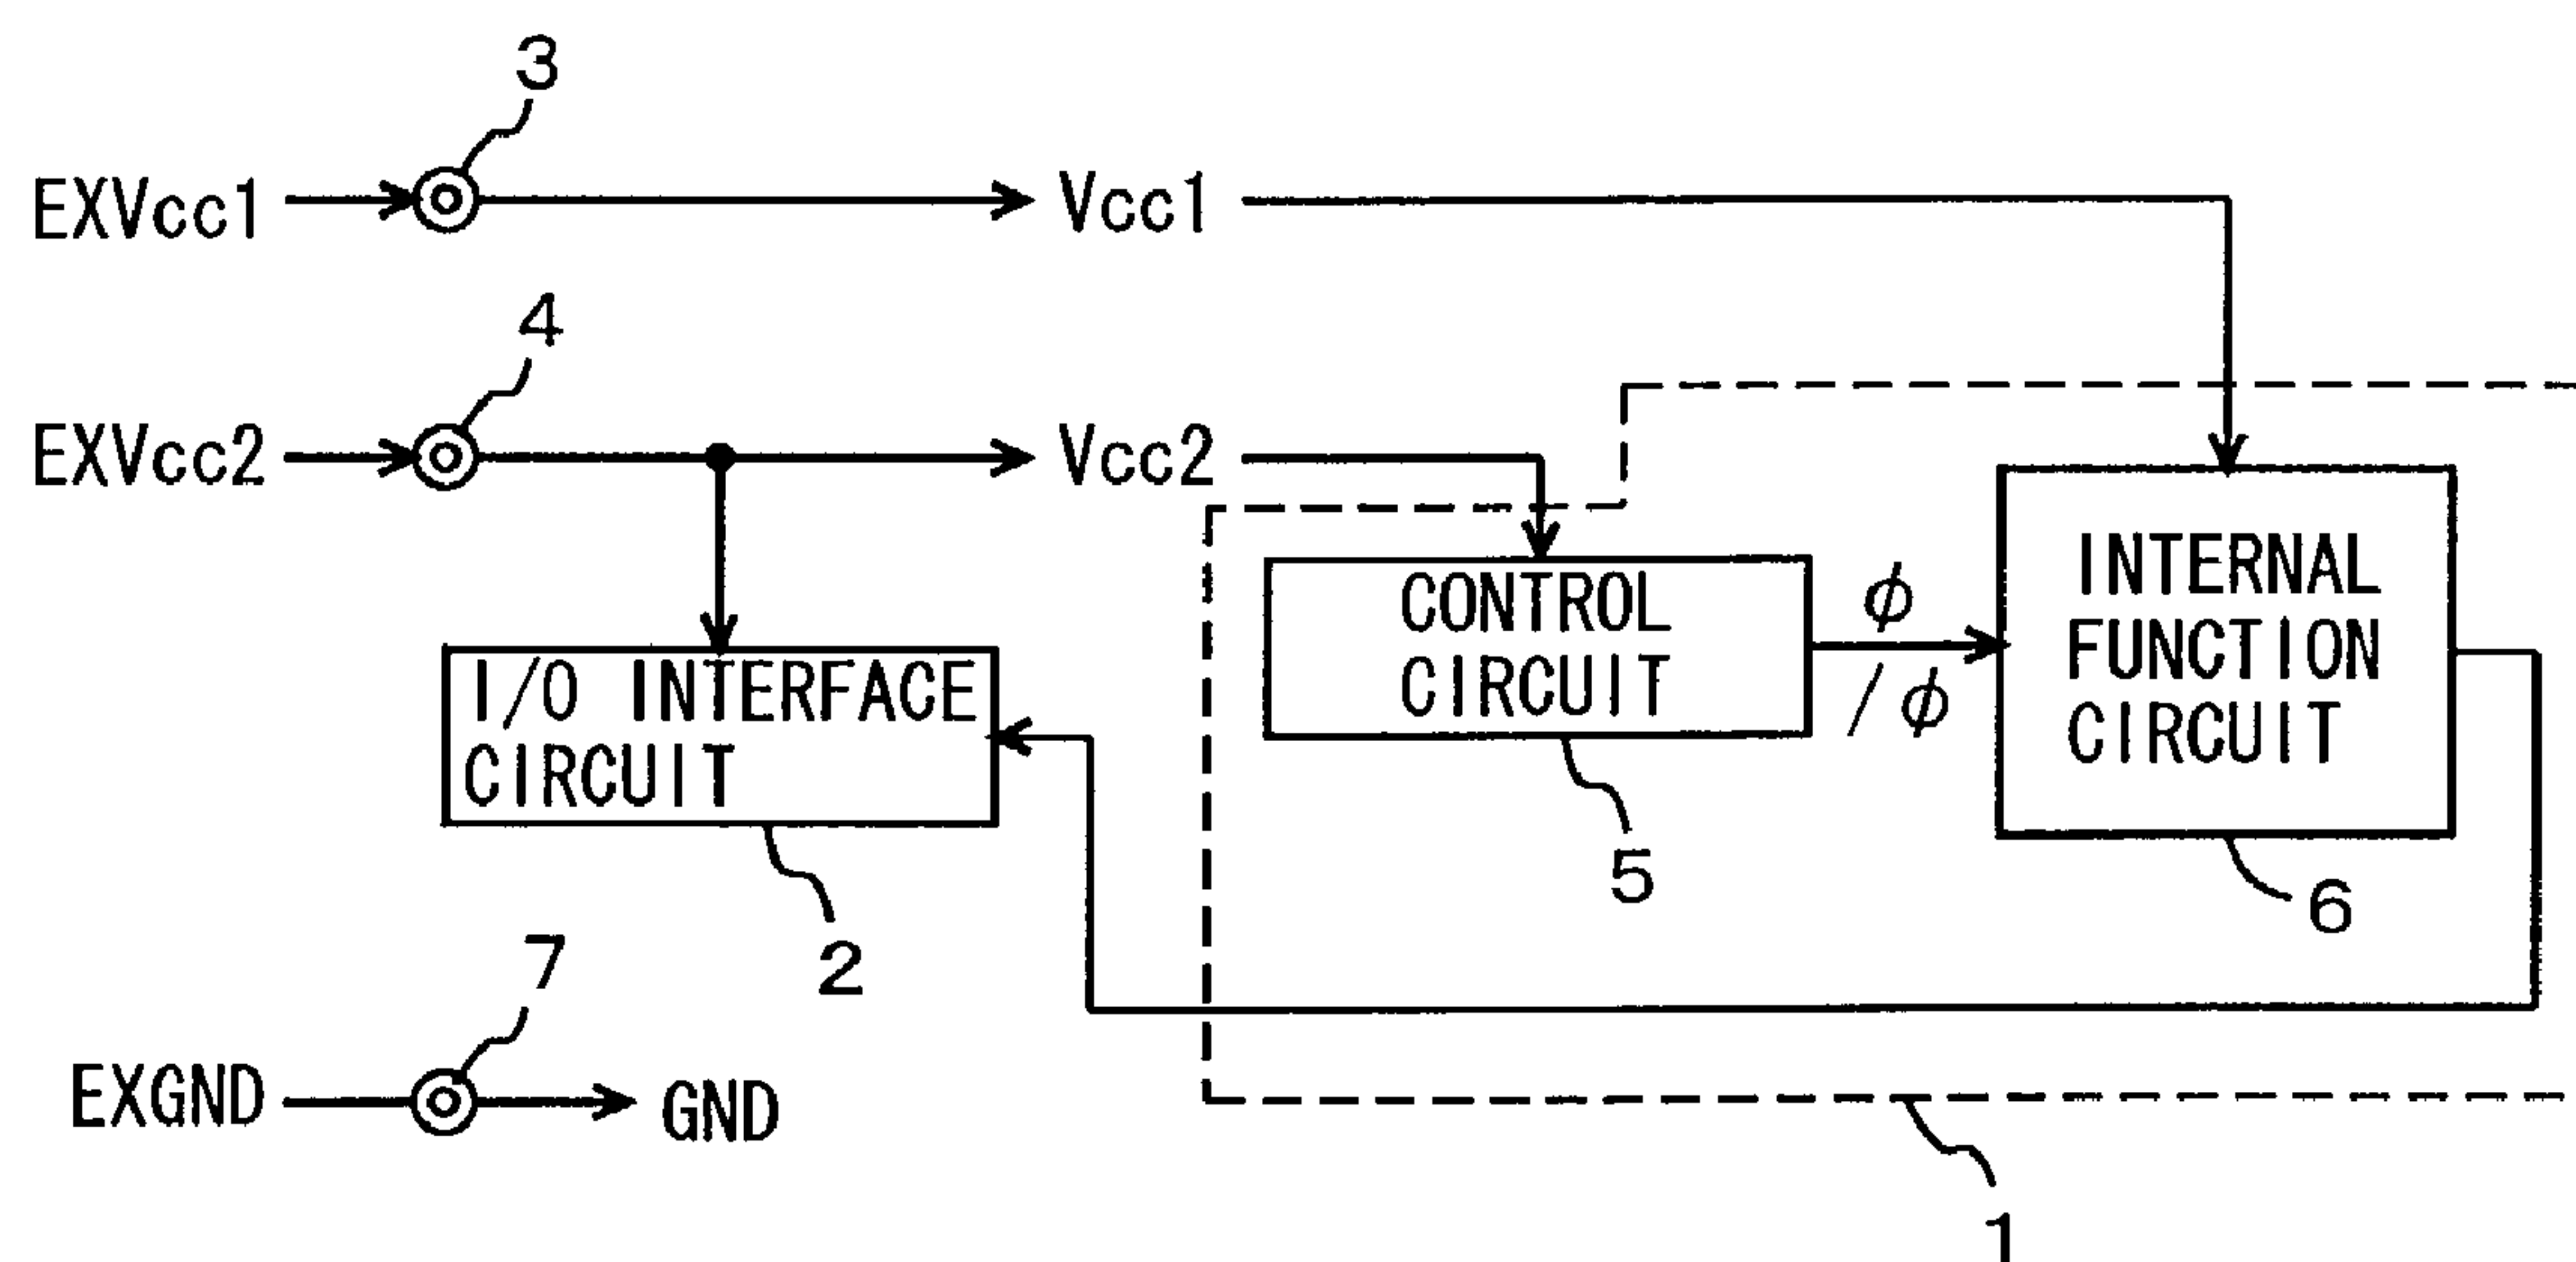 3
EXVcc1
Vcc1
4
EXVcc2
Vcc2
I/O INTERFACE
CIRCUIT
2
CONTROL
CIRCUIT
5
φ
/φ
INTERNAL
FUNCTION
CIRCUIT
6
7
EXGND
GND
1